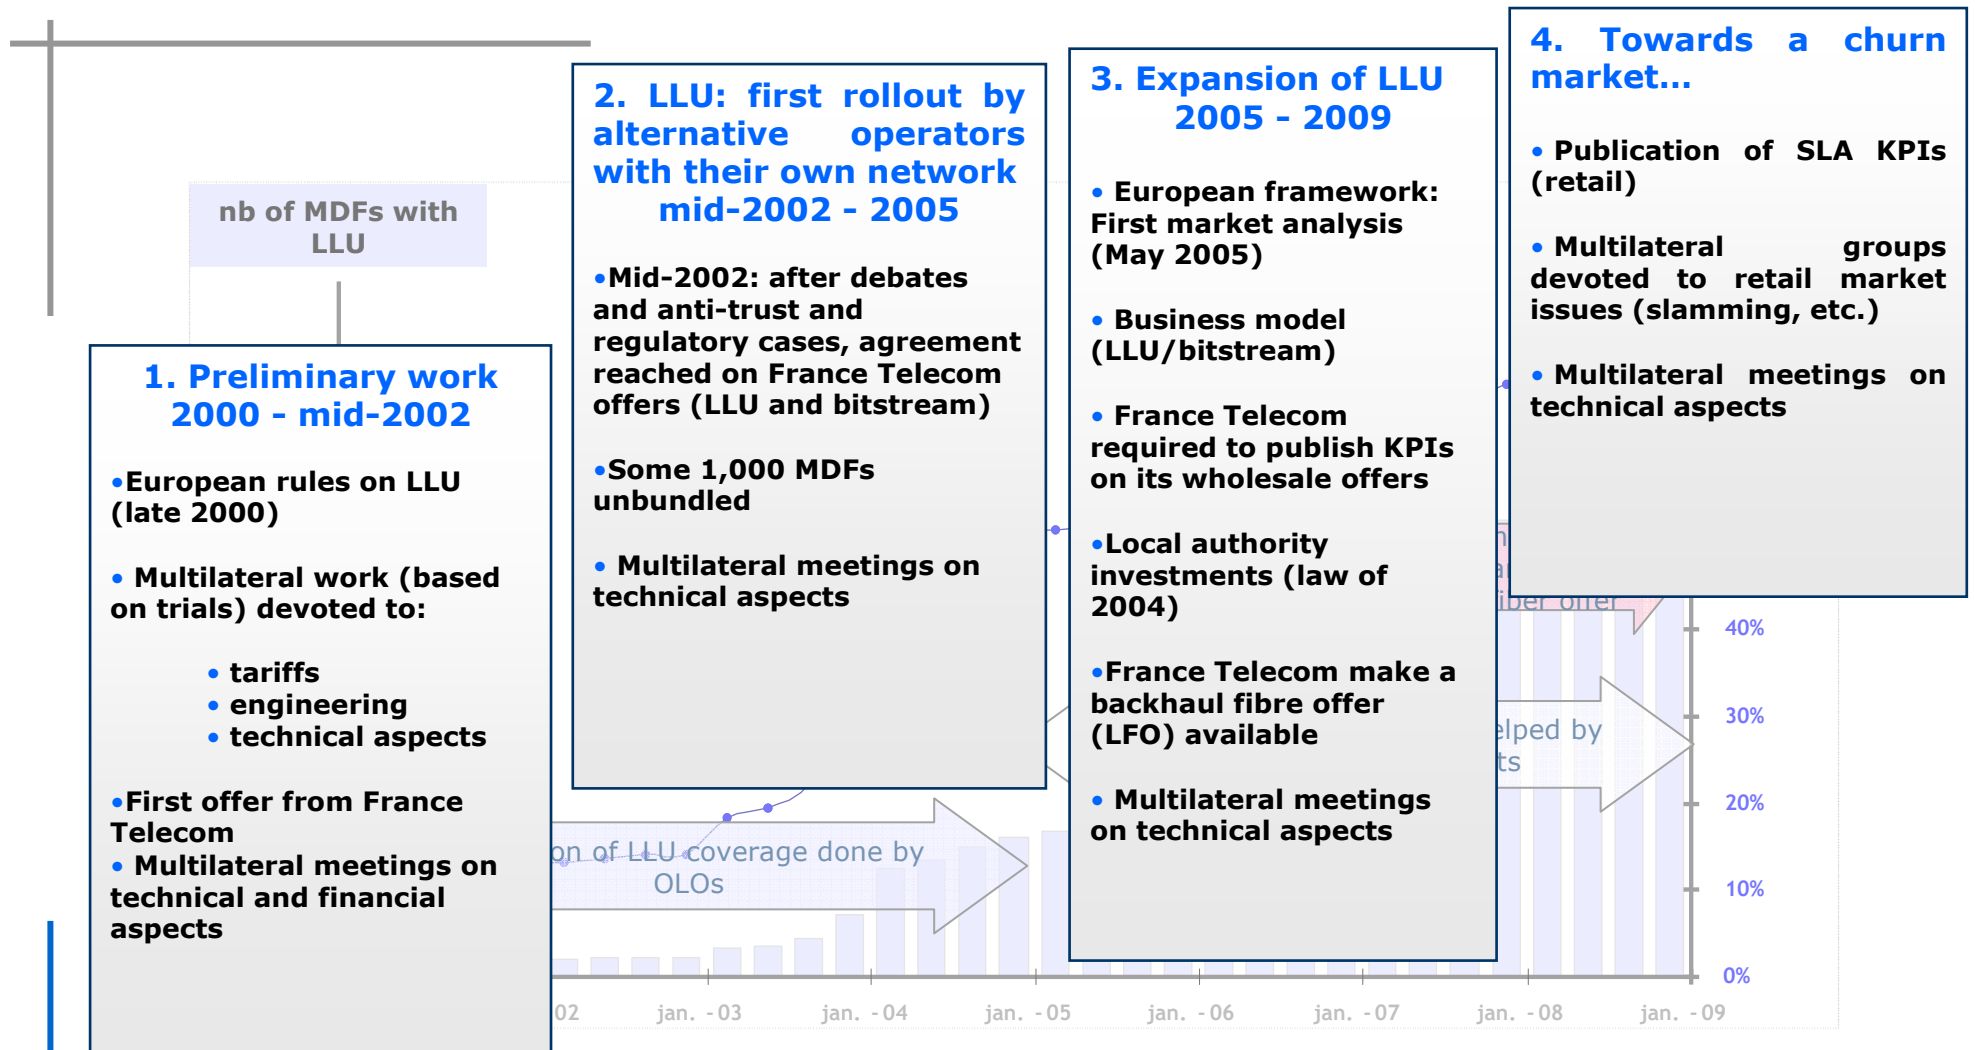 nb of MDFs with
LLU
1. Preliminary work
2000 - mid-2002
•European rules on LLU
(late 2000)
• Multilateral work (based
on trials) devoted to:
• tariffs
• engineering
• technical aspects
•First offer from France
Telecom
• Multilateral meetings on
technical and financial
aspects
2. LLU: first rollout by
alternative operators
with their own network
mid-2002 - 2005
•Mid-2002: after debates
and anti-trust and
regulatory cases, agreement
reached on France Telecom
offers (LLU and bitstream)
•Some 1,000 MDFs
unbundled
• Multilateral meetings on
technical aspects
3. Expansion of LLU
2005 - 2009
• European framework:
First market analysis
(May 2005)
• Business model
(LLU/bitstream)
• France Telecom
required to publish KPIs
on its wholesale offers
•Local authority
investments (law of
2004)
•France Telecom make a
backhaul fibre offer
(LFO) available
• Multilateral meetings
on technical aspects
4. Towards a churn
market...
• Publication of SLA KPIs
(retail)
• Multilateral groups
devoted to retail market
issues (slamming, etc.)
• Multilateral meetings on
technical aspects
offer
by
of LLU coverage done by
OLOs
40%
30%
20%
10%
0%
02 jan. -03 jan. -04 jan. -05 jan. -06 jan. -07 jan. -08 jan. -09